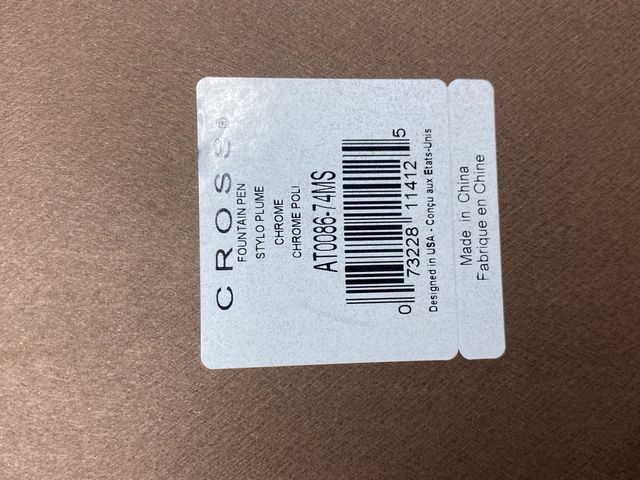 CROSS®
FOUNTAIN PEN
STYLO PLUME
CHROME
CHROME POLI
AT0086-74MS
0 73228 11412 5
Designed in USA - Conçu aux Etats-Unis
Made in China
Fabrique en Chine